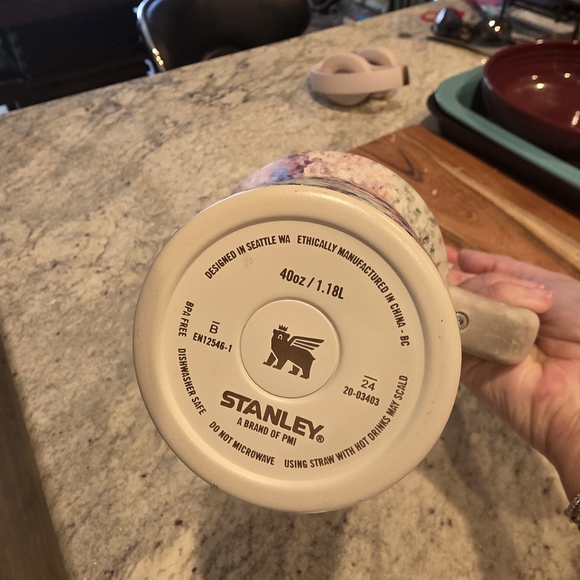 DESIGNED IN SEATTLE WA ETHICALLY MANUFACTURED IN CHINA - BC
40oz / 1.18L
B
EN12546-1
BPA FREE DISHWASHER SAFE
24
20-03403
STANLEY®
A BRAND OF PMI
DO NOT MICROWAVE USING STRAW WITH HOT DRINKS MAY SCALD